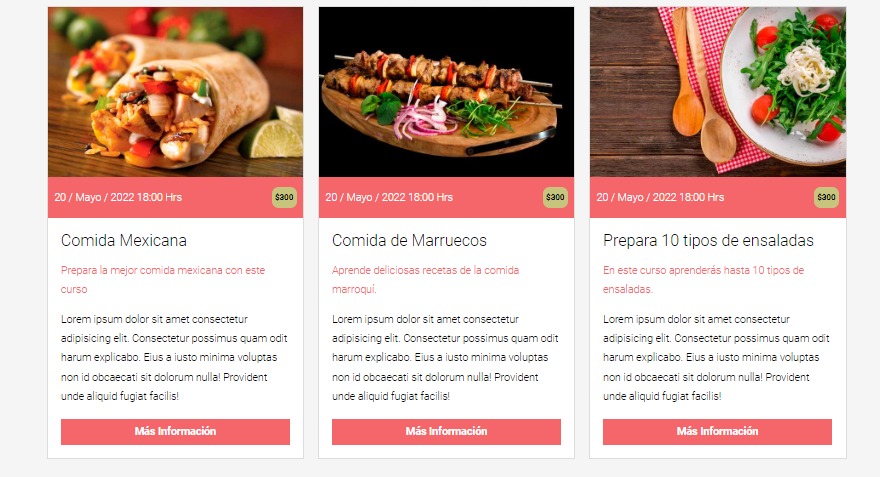 20 / Mayo / 2022 18:00 Hrs $300
Comida Mexicana
Prepara la mejor comida mexicana con este
curso
Lorem ipsum dolor sit amet consectetur
adipisicing elit. Consectetur possimus quam odit
harum explicabo. Eius a iusto minima voluptas
non id obcaecati sit dolorum nulla! Provident
unde aliquid fugiat facilis!
Más Información
20 / Mayo / 2022 18:00 Hrs $300
Comida de Marruecos
Aprende deliciosas recetas de la comida
marroquí.
Lorem ipsum dolor sit amet consectetur
adipisicing elit. Consectetur possimus quam odit
harum explicabo. Eius a iusto minima voluptas
non id obcaecati sit dolorum nulla! Provident
unde aliquid fugiat facilis!
Más Información
20 / Mayo / 2022 18:00 Hrs $300
Prepara 10 tipos de ensaladas
En este curso aprenderás hasta 10 tipos de
ensaladas.
Lorem ipsum dolor sit amet consectetur
adipisicing elit. Consectetur possimus quam odit
harum explicabo. Eius a iusto minima voluptas
non id obcaecati sit dolorum nulla! Provident
unde aliquid fugiat facilis!
Más Información